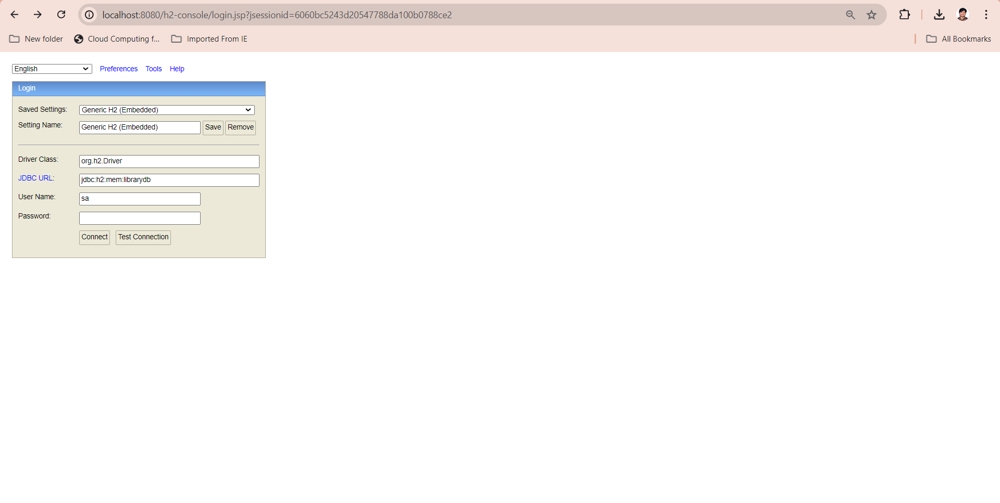 localhost:8080/h2-console/login.jsp?jsessionid=6060bc5243d20547788da100b0788ce2
New folder Cloud Computing f... Imported From IE All Bookmarks
English Preferences Tools Help
Login
Saved Settings: Generic H2 (Embedded)
Setting Name: Generic H2 (Embedded) Save Remove
Driver Class: org.h2.Driver
JDBC URL: jdbc:h2:mem:librarydb
User Name: sa
Password:
Connect Test Connection